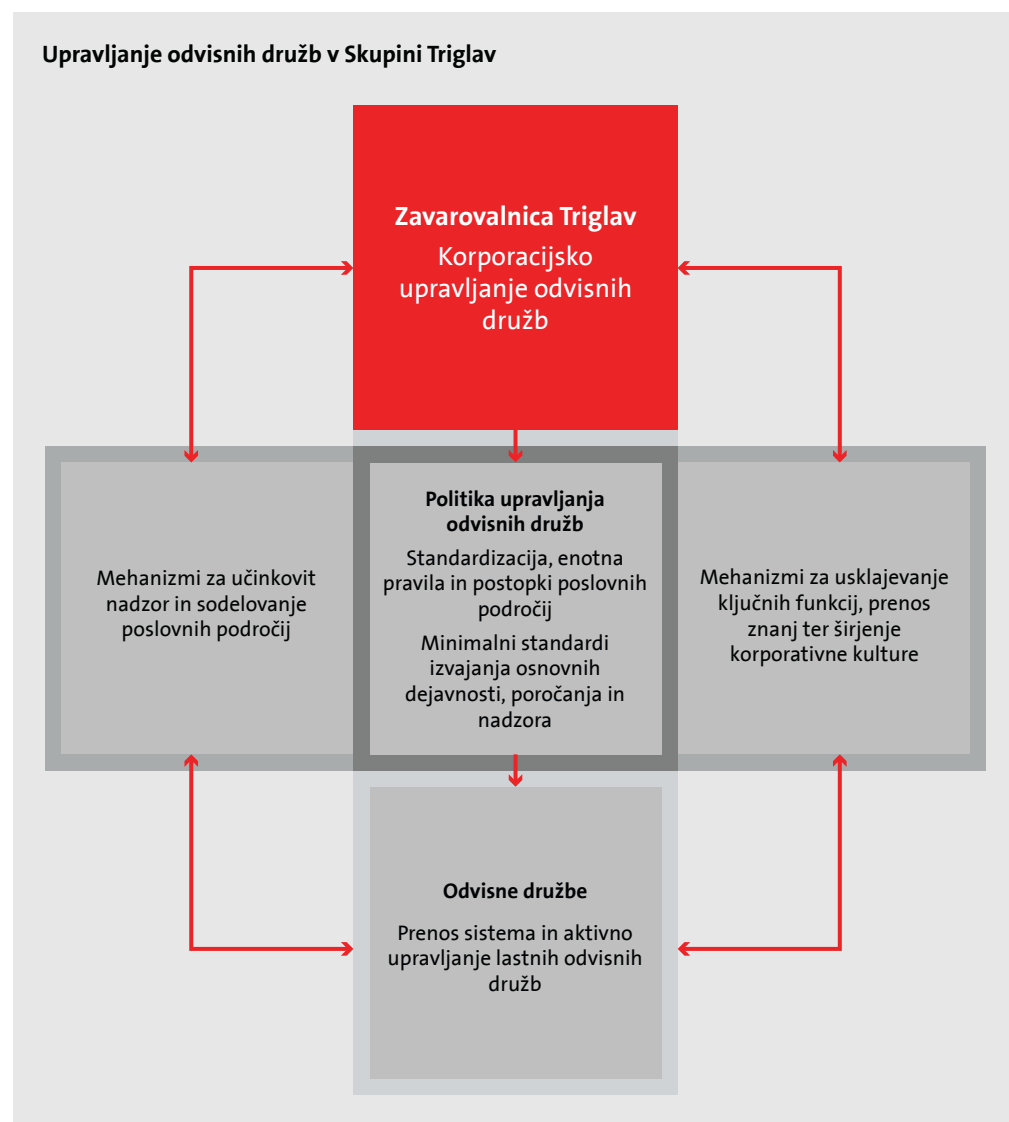 Upravljanje odvisnih družb v Skupini Triglav
Zavarovalnica Triglav
Korporacijsko
upravljanje odvisnih
družb
Mehanizmi za učinkovit
nadzor in sodelovanje
poslovnih področij
Politika upravljanja
odvisnih družb
Standardizacija, enotna
pravila in postopki poslovnih
področij
Minimalni standardi
izvajanja osnovnih
dejavnosti, poročanja in
nadzora
Mehanizmi za usklajevanje
ključnih funkcij, prenos
znanj ter širjenje
korporativne kulture
Odvisne družbe
Prenos sistema in aktivno
upravljanje lastnih odvisnih
družb